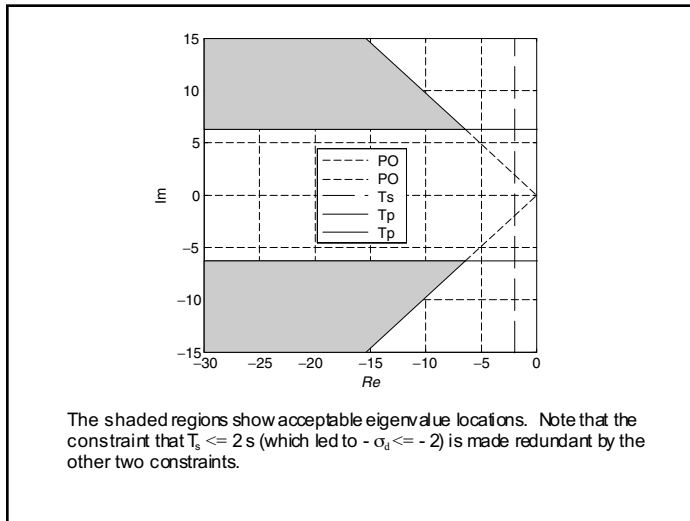 15
10
5
0
−5
−10
−15
Im
PO
PO
Ts
Tp
Tp
−30 −25 −20 −15 −10 −5 0
Re
The shaded regions show acceptable eigenvalue locations. Note that the
constraint that Ts <= 2 s (which led to - σd <= - 2) is made redundant by the
other two constraints.